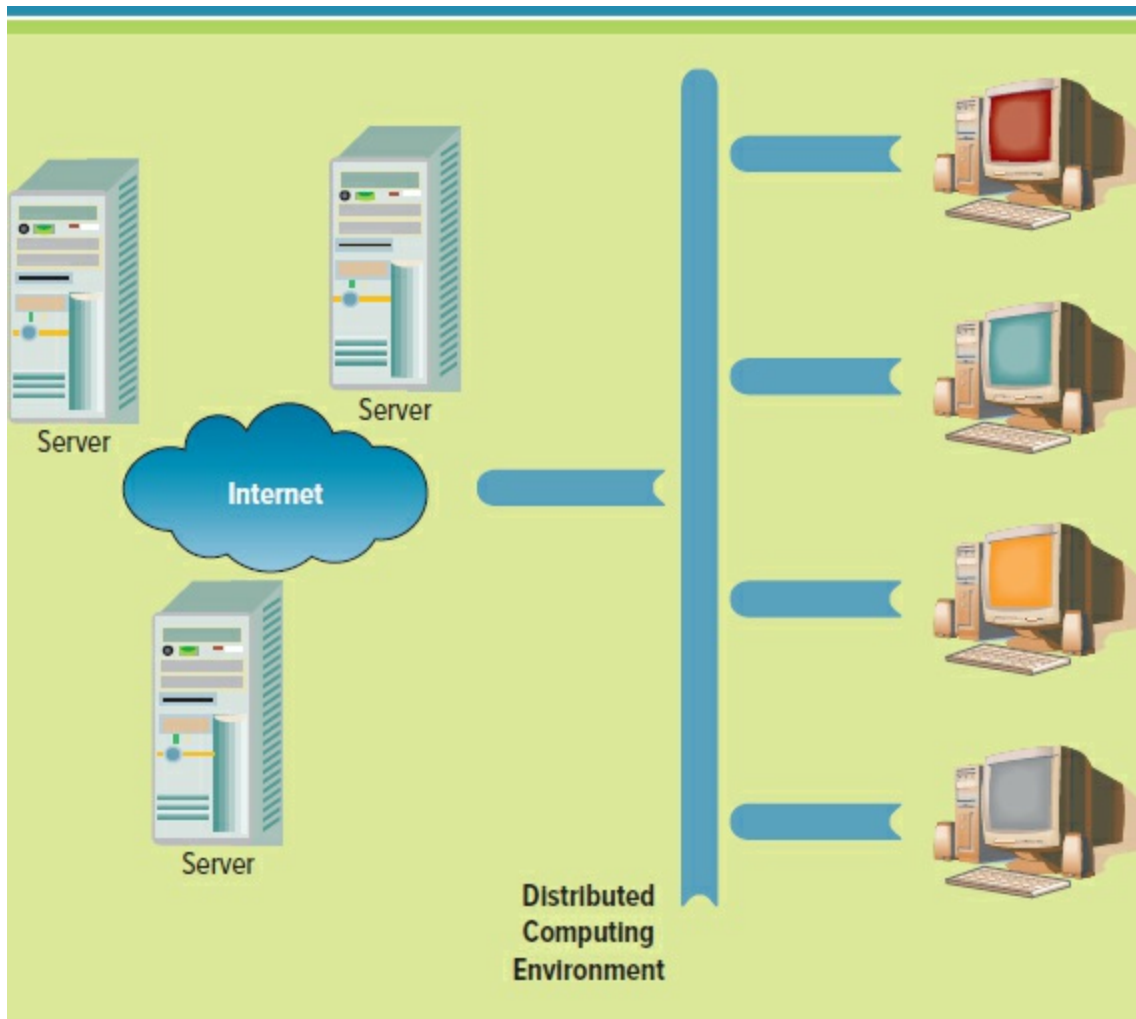 Server
Server
Internet
Server
Distributed
Computing
Environment